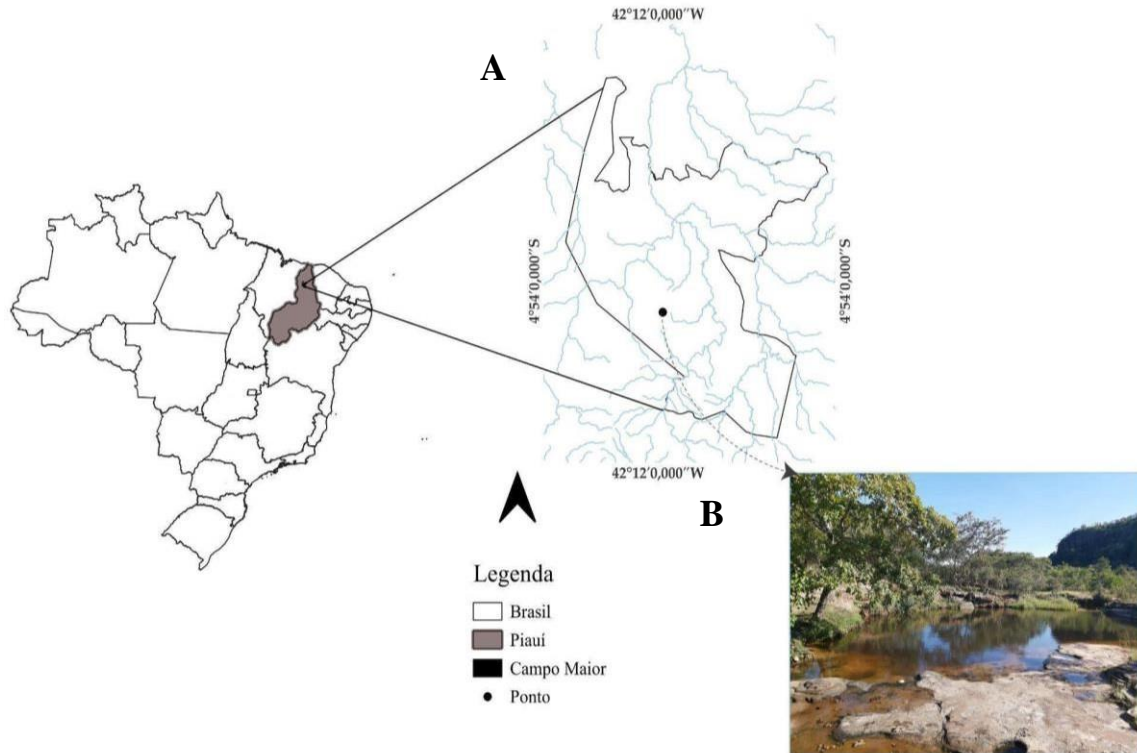 42°12′0,000′′W
A
4°54′0,000′′S
4°54′0,000′′S
42°12′0,000′′W
B
Legenda
Brasil
Piauí
Campo Maior
Ponto